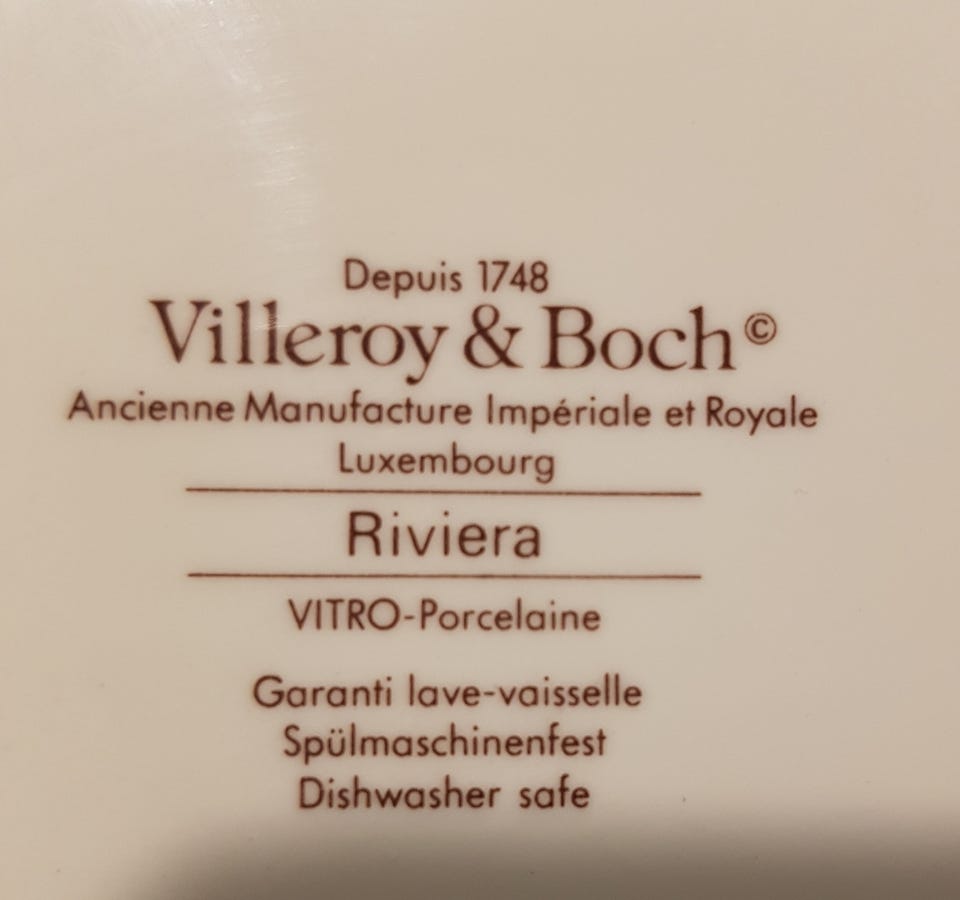 Depuis 1748
Villeroy & Boch©
Ancienne Manufacture Impériale et Royale
Luxembourg
Riviera
VITRO-Porcelaine
Garanti lave-vaisselle
Spülmaschinenfest
Dishwasher safe